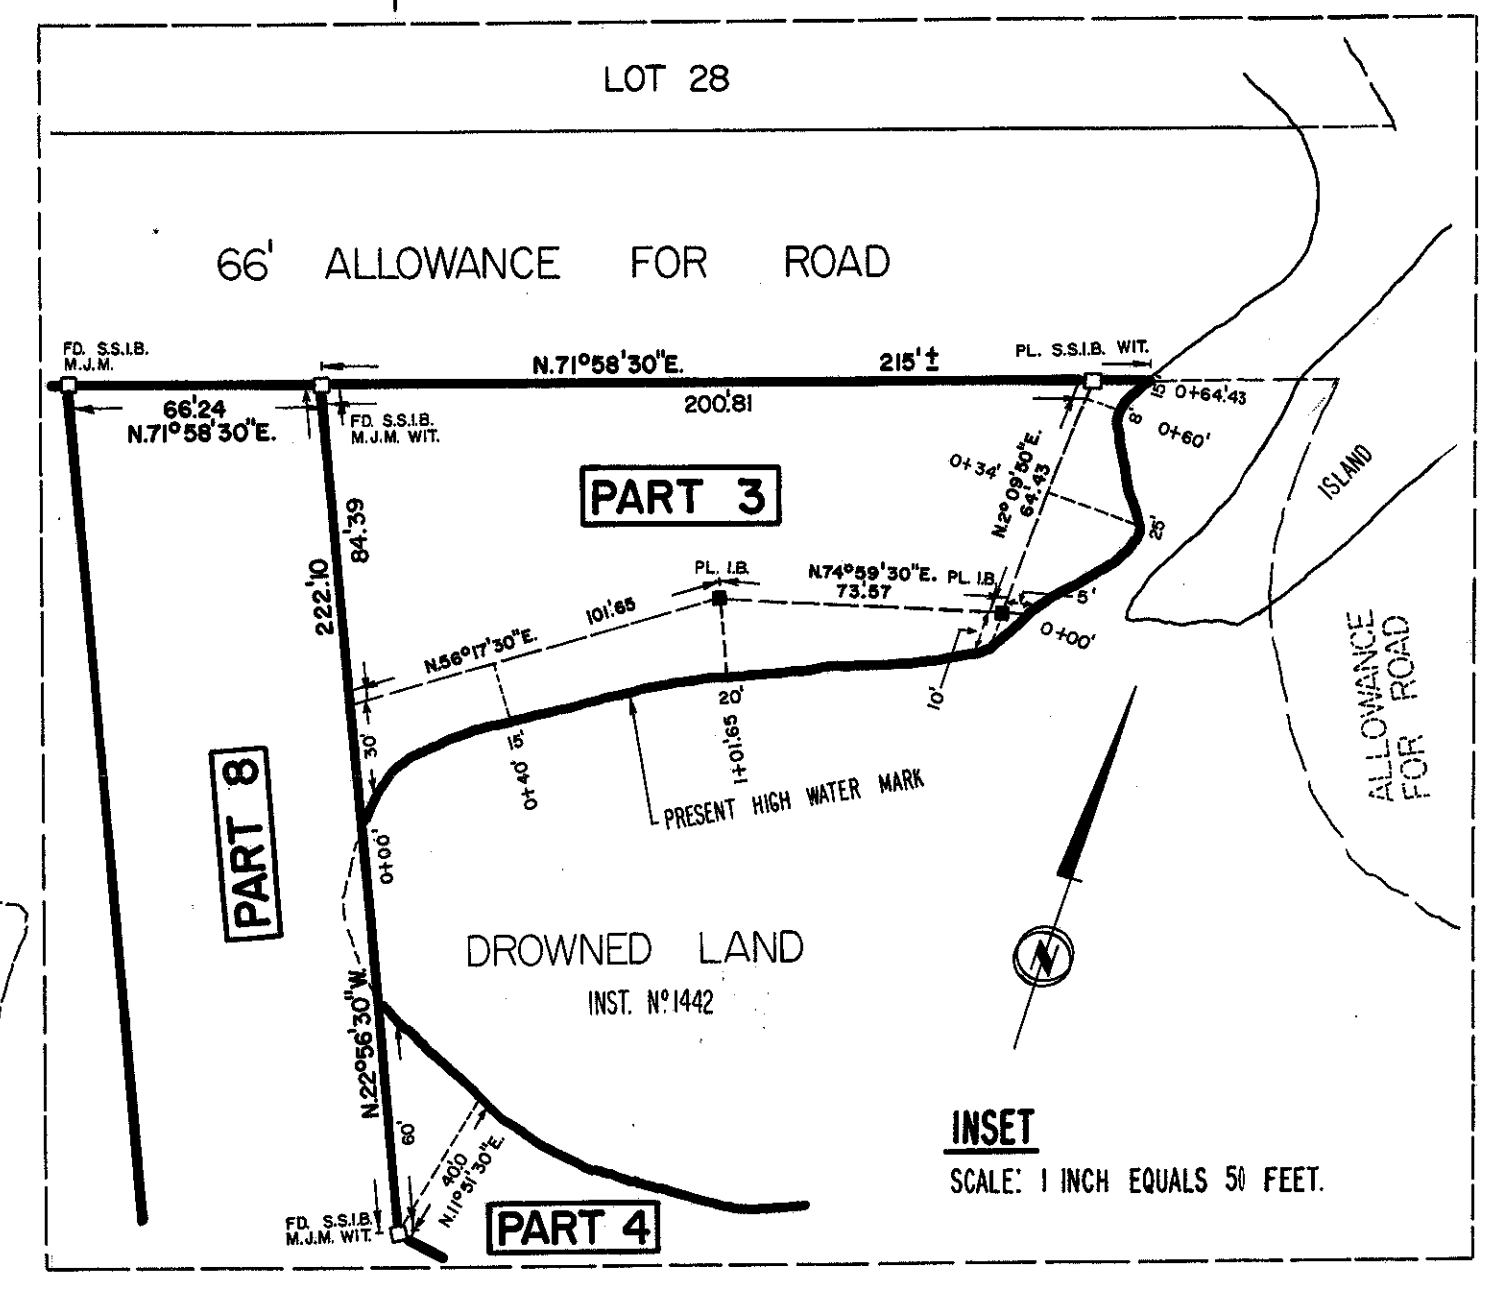 LOT 28
66' ALLOWANCE FOR ROAD
FD. S.S.I.B.
M.J.M.
N.71°58'30"E.
215'±
PL. S.S.I.B. WIT.
66.'24
N.71°58'30"E.
FD. S.S.I.B.
M.J.M. WIT.
200.'81
15'
0+64.'43
8'
0+60'
0+34'
N.2°09'30"E.
64.'43
25'
ISLAND
PART 3
84.'39
222.'10
PL. I.B.
N.74°59'30"E.
73.'57
PL. I.B.
5'
0+00'
N.56°17'30"E.
101.'65
10'
30'
15'
0+40'
20'
1+01.'65
PRESENT HIGH WATER MARK
ALLOWANCE
FOR ROAD
PART 8
0+00'
DROWNED LAND
INST. Nº 1442
N
N.22°56'30"W.
60'
40.'0
N.11°51'30"E.
INSET
SCALE: 1 INCH EQUALS 50 FEET.
FD. S.S.I.B.
M.J.M. WIT.
PART 4